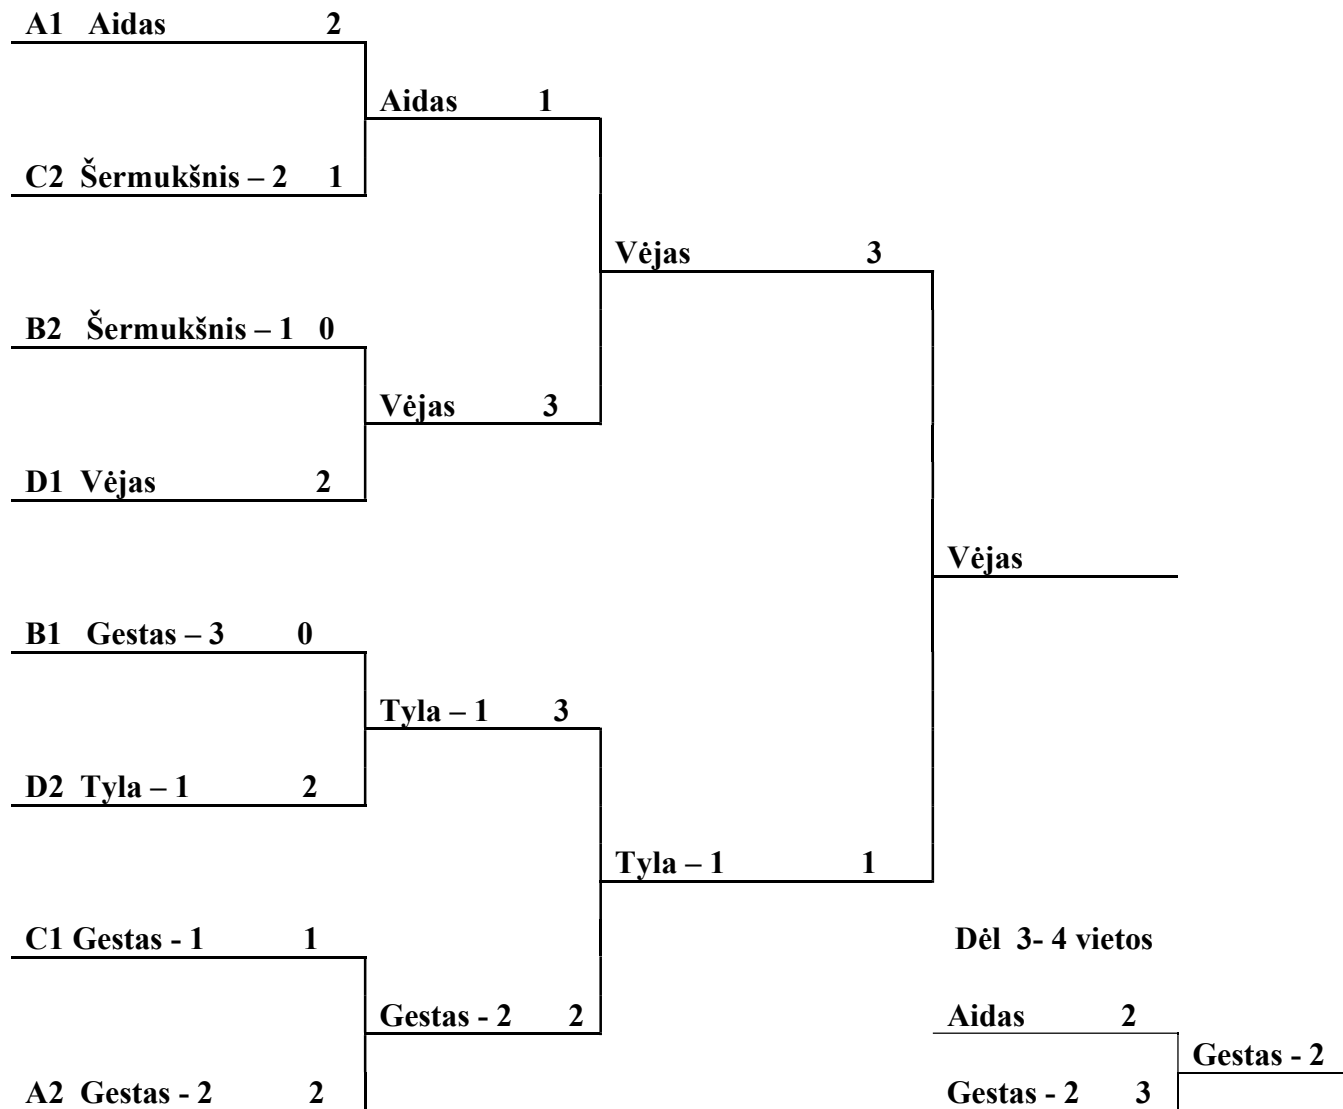 A1 Aidas 2
Aidas 1
C2 Šermukšnis – 2 1
Vėjas 3
B2 Šermukšnis – 1 0
Vėjas 3
D1 Vėjas 2
Vėjas
B1 Gestas – 3 0
Tyla – 1 3
D2 Tyla – 1 2
Tyla – 1 1
C1 Gestas - 1 1
Dėl 3- 4 vietos
Gestas - 2 2
Aidas 2
Gestas - 2
A2 Gestas - 2 2
Gestas - 2 3